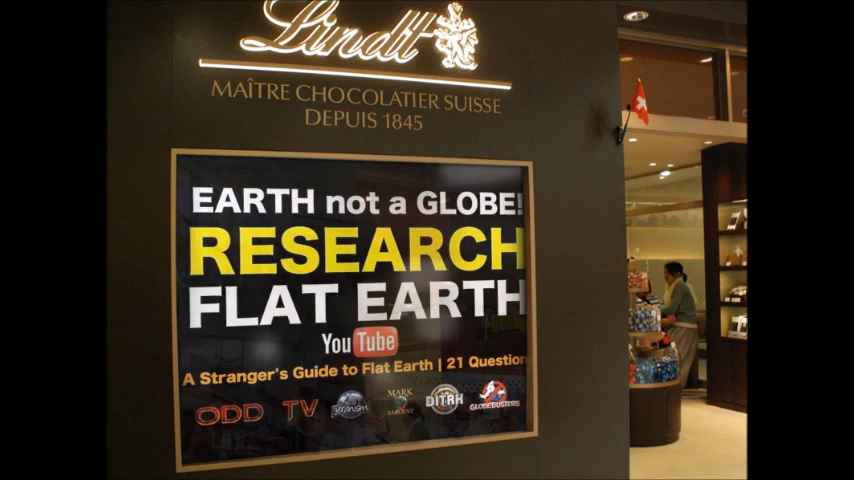 Lindt
MAÎTRE CHOCOLATIER SUISSE
DEPUIS 1845
EARTH not a GLOBE!
RESEARCH
FLAT EARTH
YouTube
A Stranger's Guide to Flat Earth | 21 Question
ODD TV jeranism MARK SARGENT DITRH GLOBEBUSTERS